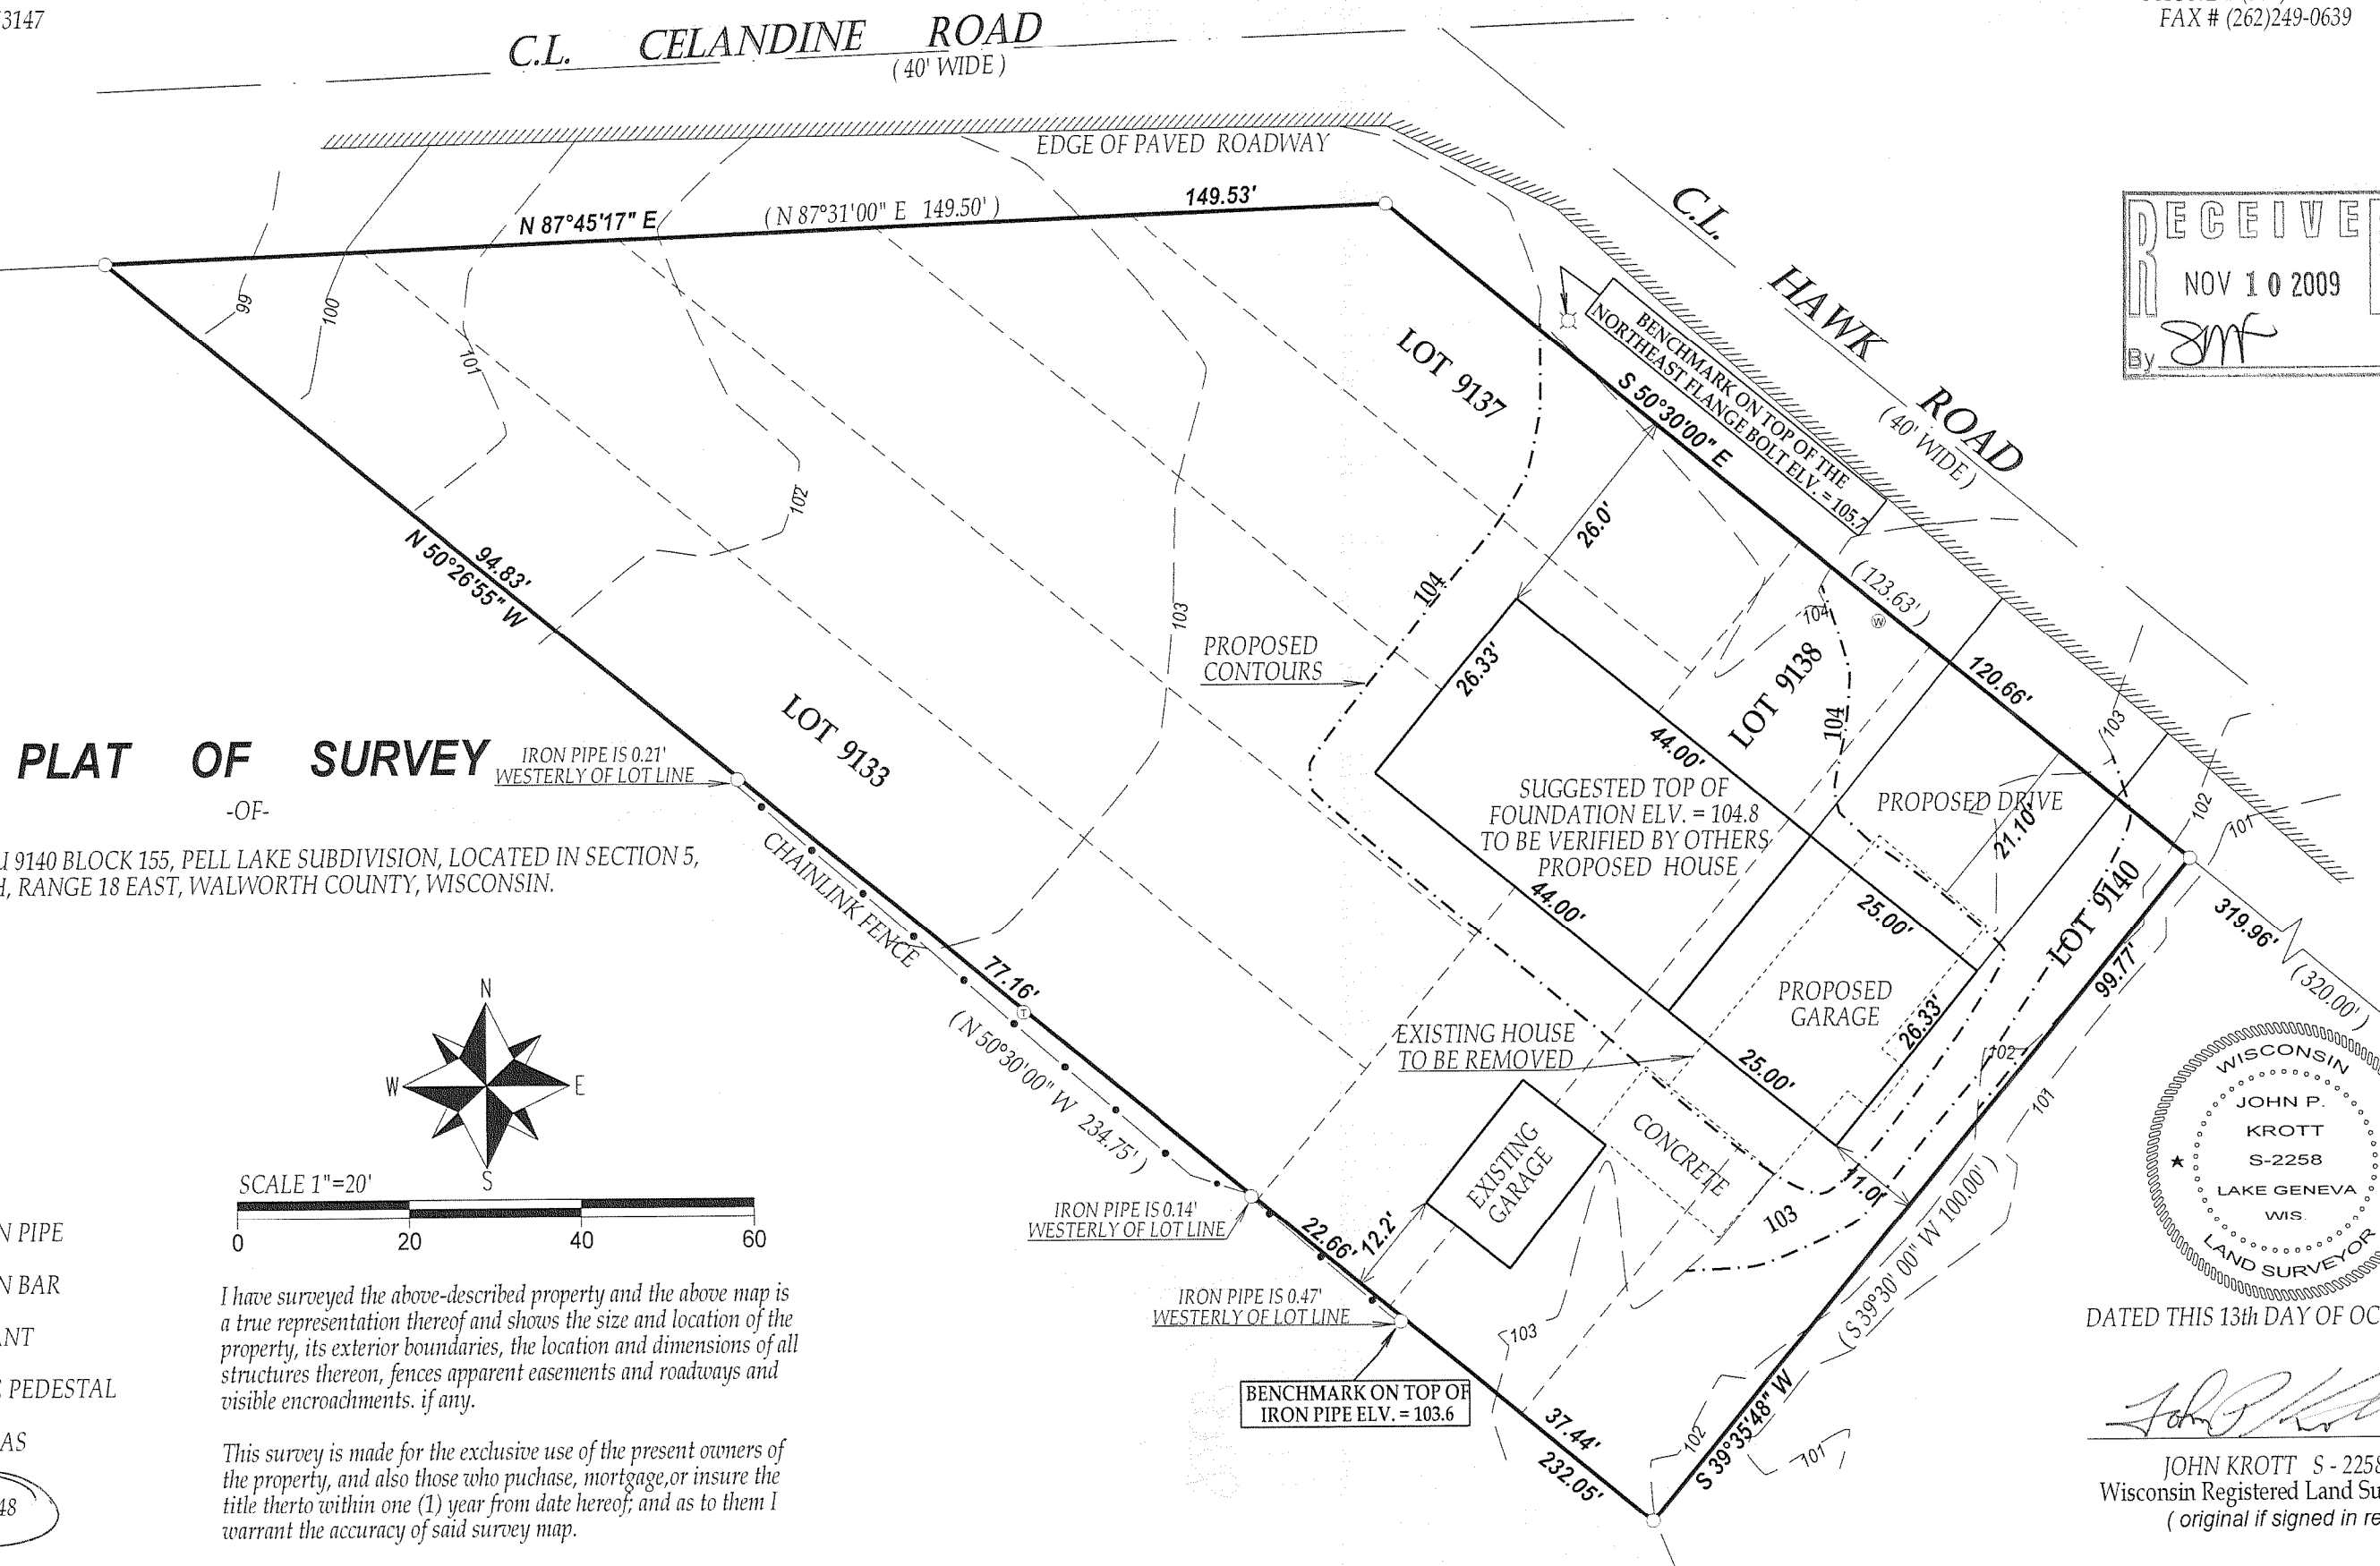 3147
FAX # (262)249-0639
C.L. CELANDINE ROAD
( 40' WIDE )
EDGE OF PAVED ROADWAY
N 87°45'17" E
( N 87°31'00" E 149.50' )
149.53'
C.L. HAWK ROAD
( 40' WIDE )
RECEIVE
NOV 10 2009
By
99
100
101
102
103
LOT 9137
BENCHMARK ON TOP OF THE
NORTHEAST FLANGE BOLT ELV. = 105.7
S 50°30'00" E
26.0'
104
( 123.63' )
104
LOT 9138
104
120.66'
103
102
101
94.83'
N 50°26'55" W
PROPOSED
CONTOURS
26.33'
44.00'
LOT 9133
PLAT OF SURVEY
-OF-
IRON PIPE IS 0.21'
WESTERLY OF LOT LINE
SUGGESTED TOP OF
FOUNDATION ELV. = 104.8
TO BE VERIFIED BY OTHERS
PROPOSED HOUSE
PROPOSED DRIVE
21.10'
9140 BLOCK 155, PELL LAKE SUBDIVISION, LOCATED IN SECTION 5,
, RANGE 18 EAST, WALWORTH COUNTY, WISCONSIN.
CHAINLINK FENCE
44.00'
25.00'
LOT 9140
99.77'
319.96'
( 320.00' )
77.16'
( N 50°30'00" W 234.75' )
PROPOSED
GARAGE
26.33'
EXISTING HOUSE
TO BE REMOVED
25.00'
102
101
N
W
E
S
SCALE 1"=20'
0 20 40 60
EXISTING
GARAGE
CONCRETE
11.0'
103
( S 39°30' 00" W 100.00' )
IRON PIPE IS 0.14'
WESTERLY OF LOT LINE
22.66'
12.2'
IRON PIPE IS 0.47'
WESTERLY OF LOT LINE
103
BENCHMARK ON TOP OF
IRON PIPE ELV. = 103.6
37.44'
232.05'
102
S 39°35'48" W
101
WISCONSIN
JOHN P.
KROTT
S-2258
LAKE GENEVA
WIS.
LAND SURVEYOR
DATED THIS 13th DAY OF OC
JOHN KROTT S - 2258
Wisconsin Registered Land Su
( original if signed in re
N PIPE
N BAR
ANT
E PEDESTAL
AS
48
I have surveyed the above-described property and the above map is
a true representation thereof and shows the size and location of the
property, its exterior boundaries, the location and dimensions of all
structures thereon, fences apparent easements and roadways and
visible encroachments. if any.
This survey is made for the exclusive use of the present owners of
the property, and also those who puchase, mortgage,or insure the
title therto within one (1) year from date hereof; and as to them I
warrant the accuracy of said survey map.